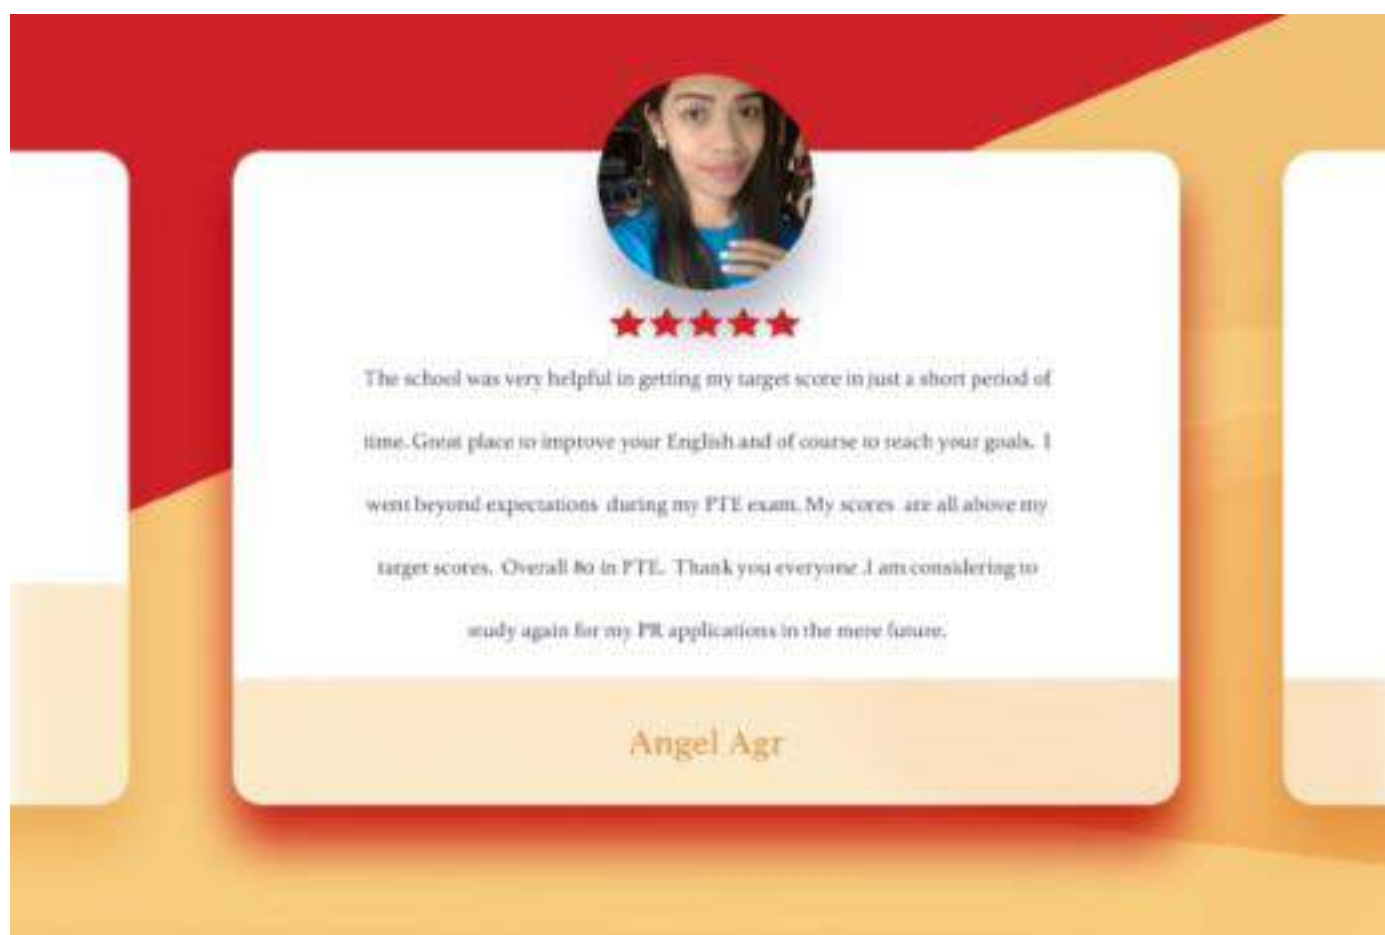 The school was very helpful in getting my target score in just a short period of
time. Great place to improve your English and of course to reach your goals. I
went beyond expectations during my PTE exam. My scores are all above my
target scores. Overall 80 in PTE. Thank you everyone .I am considering to
study again for my PR applications in the mere future.
Angel Agr